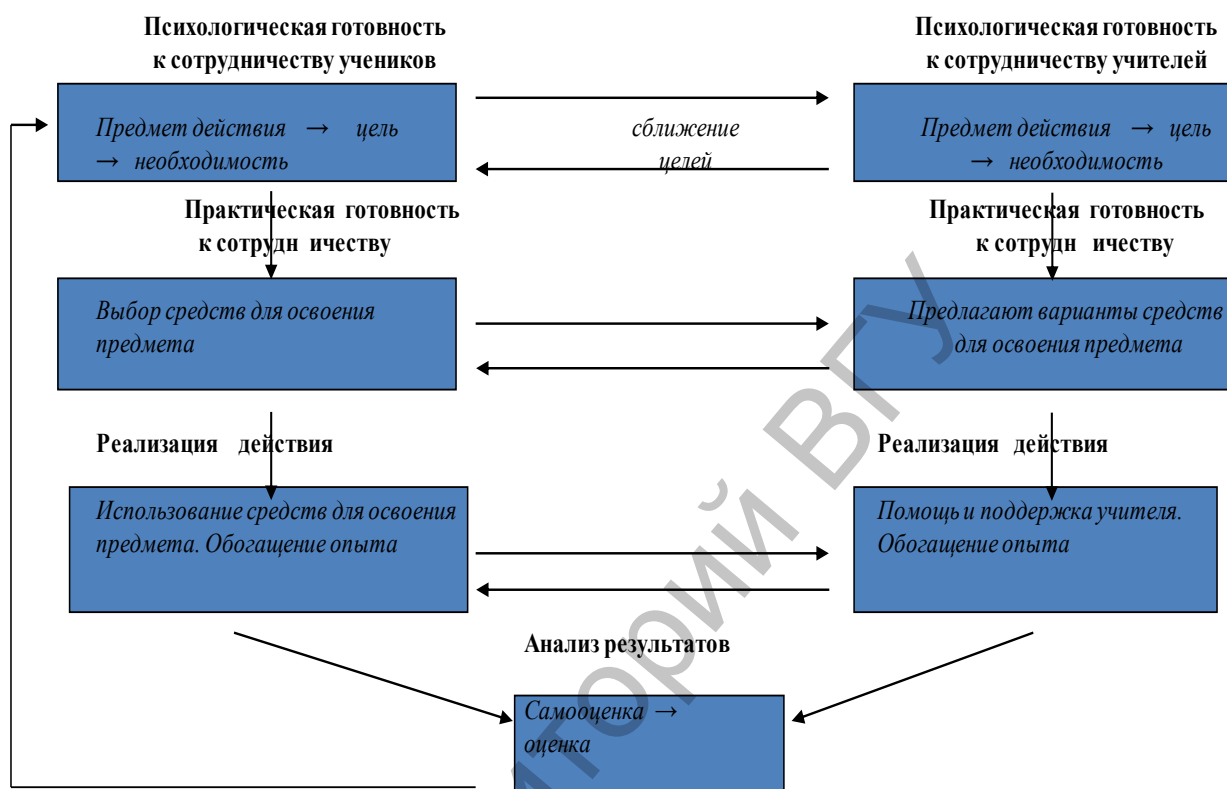 Психологическая готовность
к сотрудничеству учеников
Психологическая готовность
к сотрудничеству учителей
Предмет действия → цель
→ необходимость
сближение
целей
Предмет действия → цель
→ необходимость
Практическая готовность
к сотрудн ичеству
Практическая готовность
к сотрудн ичеству
Выбор средств для освоения
предмета
Предлагают варианты средств
для освоения предмета
Реализация действия
Реализация действия
Использование средств для освоения
предмета. Обогащение опыта
Помощь и поддержка учителя.
Обогащение опыта
Анализ результатов
Самооценка →
оценка
ВГУ